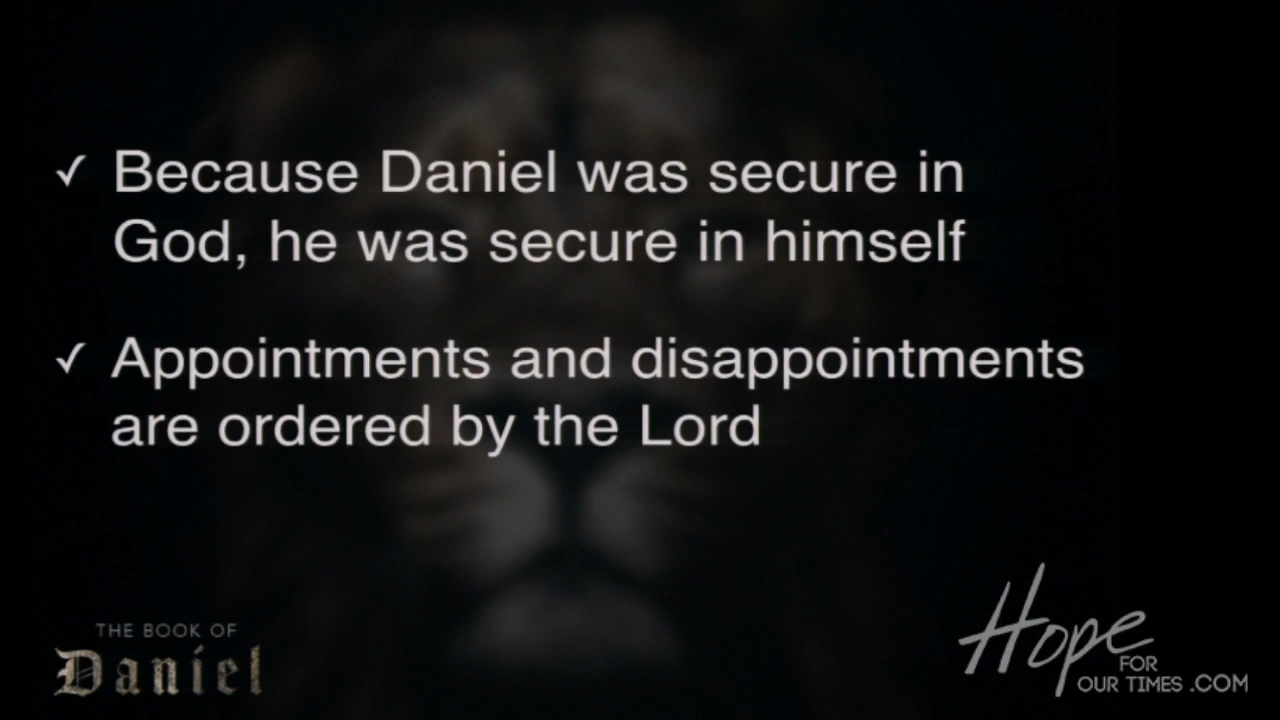 ✓ Because Daniel was secure in
God, he was secure in himself
✓ Appointments and disappointments
are ordered by the Lord
THE BOOK OF
Daniel
Hope
FOR
OUR TIMES .COM